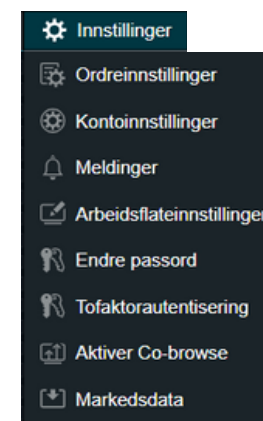 Innstillinger
Ordreinnstillinger
Kontoinnstillinger
Meldinger
Arbeidsflateinnstillinger
Endre passord
Tofaktorautentisering
Aktiver Co-browse
Markedsdata